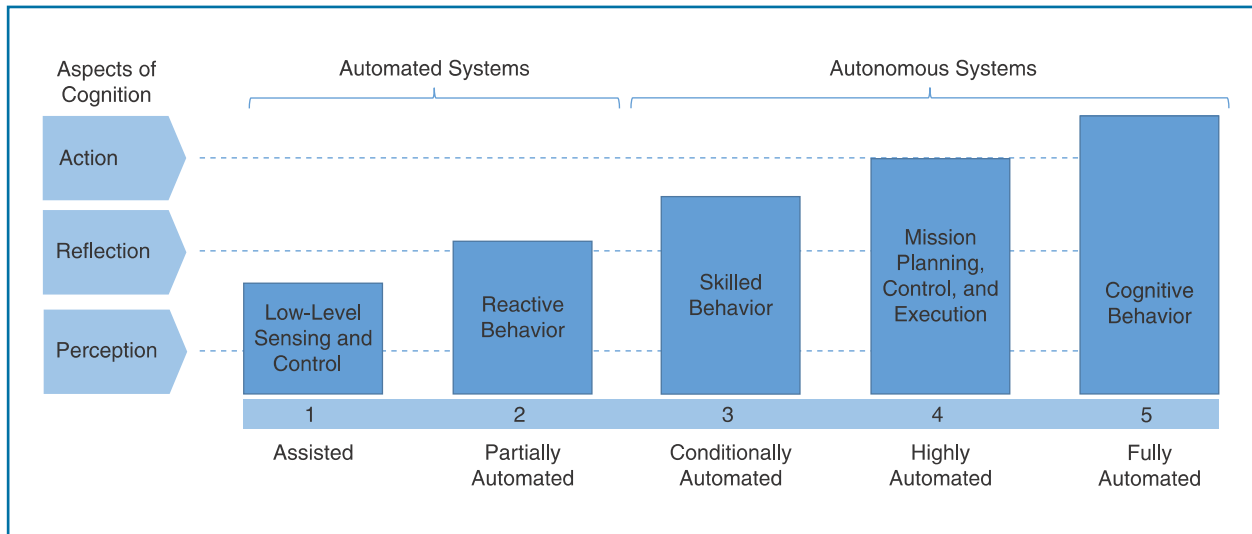 Aspects of
Cognition
Automated Systems
Autonomous Systems
Action
Reflection
Perception
Low-Level
Sensing and
Control
Reactive
Behavior
Skilled
Behavior
Mission
Planning,
Control, and
Execution
Cognitive
Behavior
1
2
3
4
5
Assisted
Partially
Automated
Conditionally
Automated
Highly
Automated
Fully
Automated